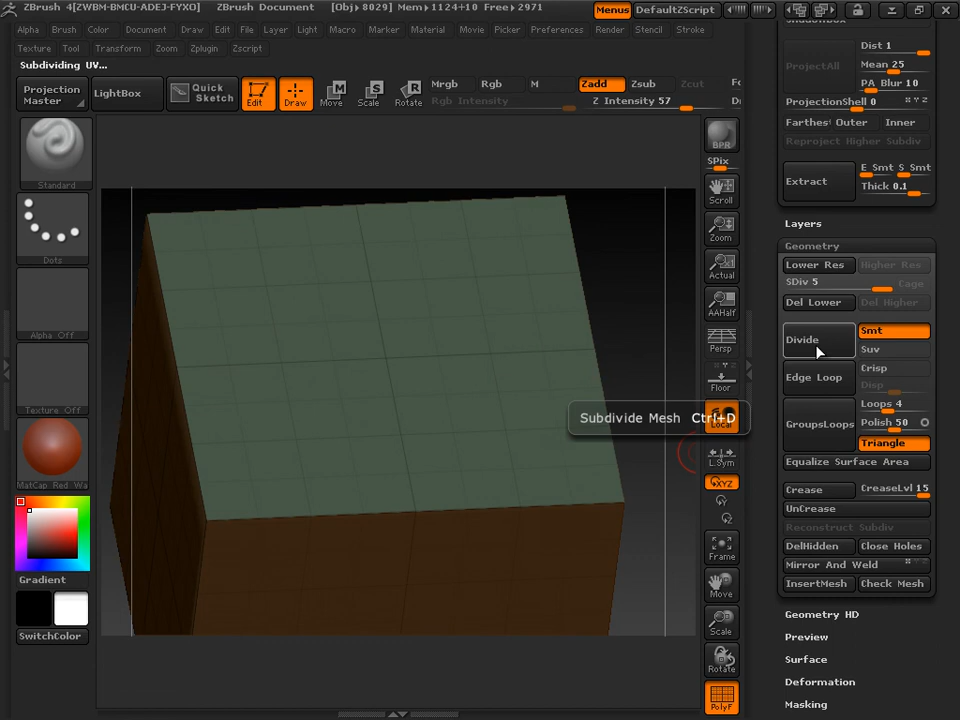 ZBrush 4[ZWBM-BMCU-ADEJ-FYXO] ZBrush Document [Obj▸8029] Mem▸1124+10 Free▸2971 Menus DefaultZScript
Alpha Brush Color Document Draw Edit File Layer Light Macro Marker Material Movie Picker Preferences Render Stencil Stroke
Texture Tool Transform Zoom Zplugin Zscript
Subdividing UV...
Projection Master
LightBox
Quick Sketch
Edit Draw Move Scale Rotate
Mrgb Rgb M Zadd Zsub Zcut
Rgb Intensity Z Intensity 57
Standard
Dots
Alpha Off
Texture Off
MatCap Red Wa
Gradient
SwitchColor
BPR
SPix
Scroll
Zoom
Actual
AAHalf
Persp
Floor
Local
L.Sym
XYZ
Y
Z
Frame
Move
Scale
Rotate
PolyF
Subdivide Mesh Ctrl+D
ProjectAll
Dist 1
Mean 25
PA Blur 10
ProjectionShell 0
Farthes Outer Inner
Reproject Higher Subdiv
Extract
E Smt S Smt
Thick 0.1
Layers
Geometry
Lower Res Higher Res
SDiv 5 Cage
Del Lower Del Higher
Divide
Smt
Suv
Edge Loop
Crisp
Disp
GroupsLoops
Loops 4
Polish 50
Triangle
Equalize Surface Area
Crease CreaseLvl 15
UnCrease
Reconstruct Subdiv
DelHidden Close Holes
Mirror And Weld
InsertMesh Check Mesh
Geometry HD
Preview
Surface
Deformation
Masking